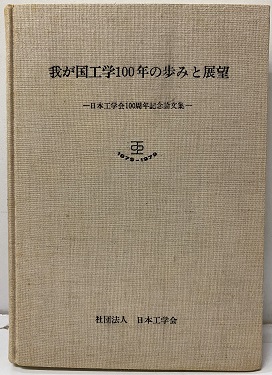 我が国工学100年の歩みと展望
―日本工学会100周年記念論文集―
1879-1979
社団法人 日本工学会